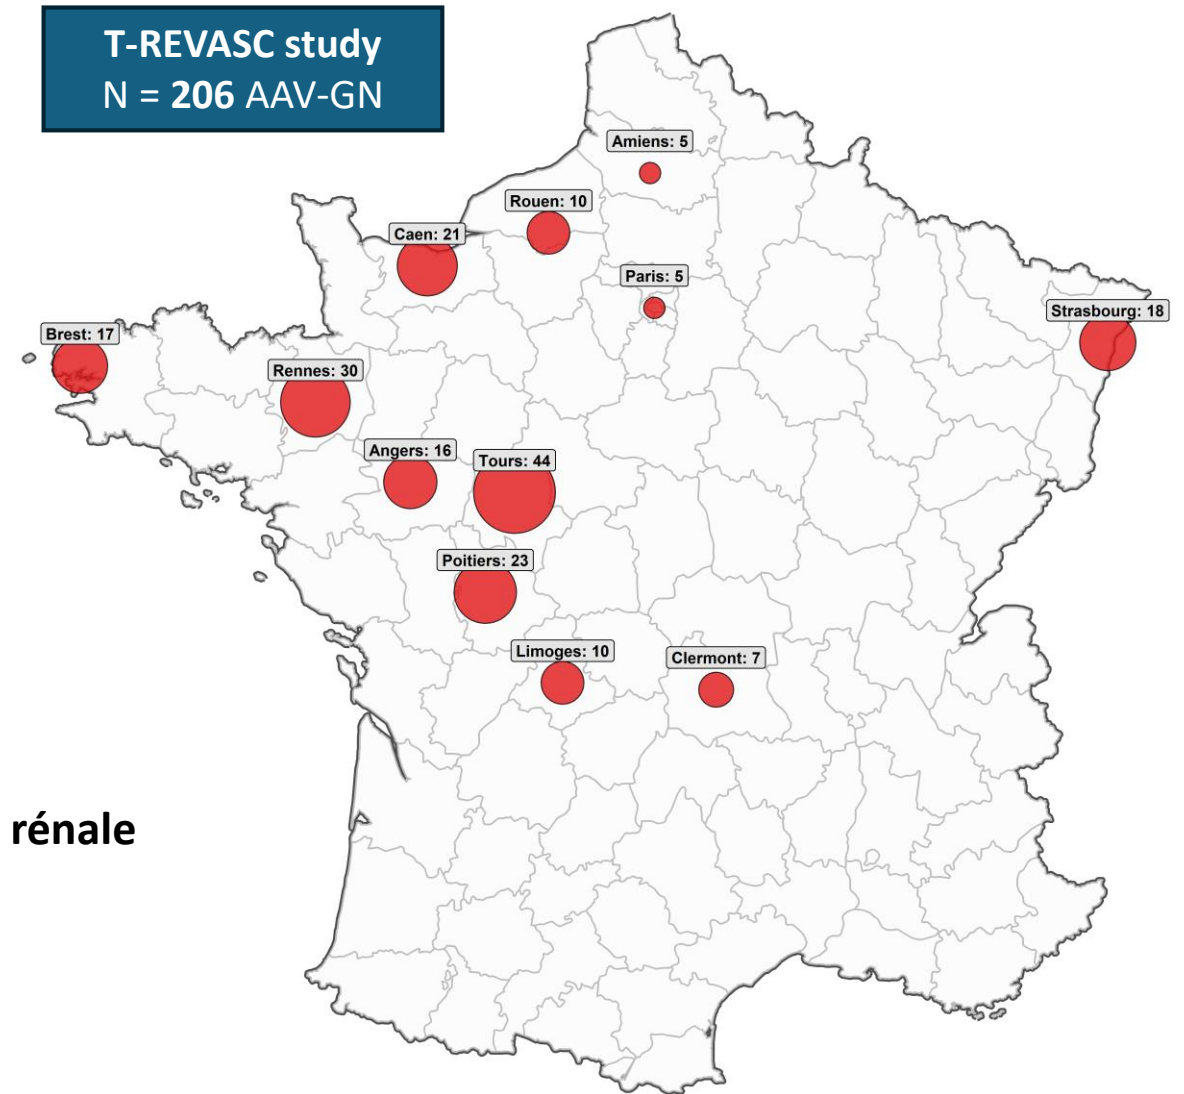 T-REVASC study
N = 206 AAV-GN
Amiens: 5
Rouen: 10
Caen: 21
Paris: 5
Strasbourg: 18
Brest: 17
Rennes: 30
Angers: 16
Tours: 44
Poitiers: 23
Limoges: 10
Clermont: 7
rénale